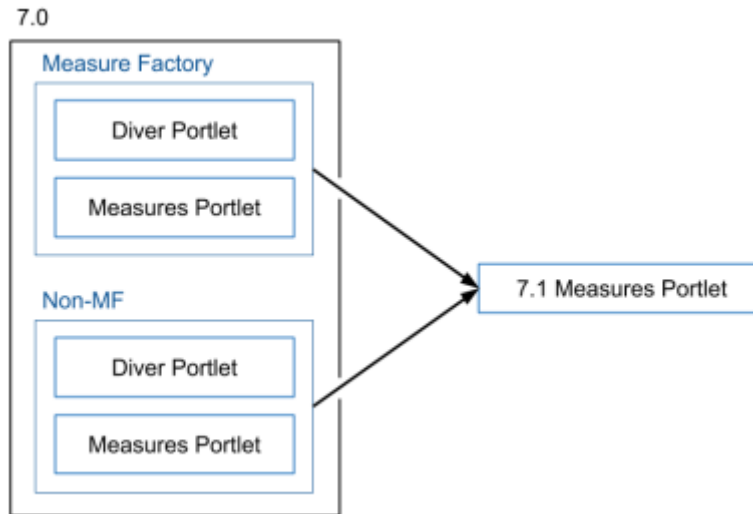 7.0
Measure Factory
Diver Portlet
Measures Portlet
Non-MF
Diver Portlet
Measures Portlet
7.1 Measures Portlet